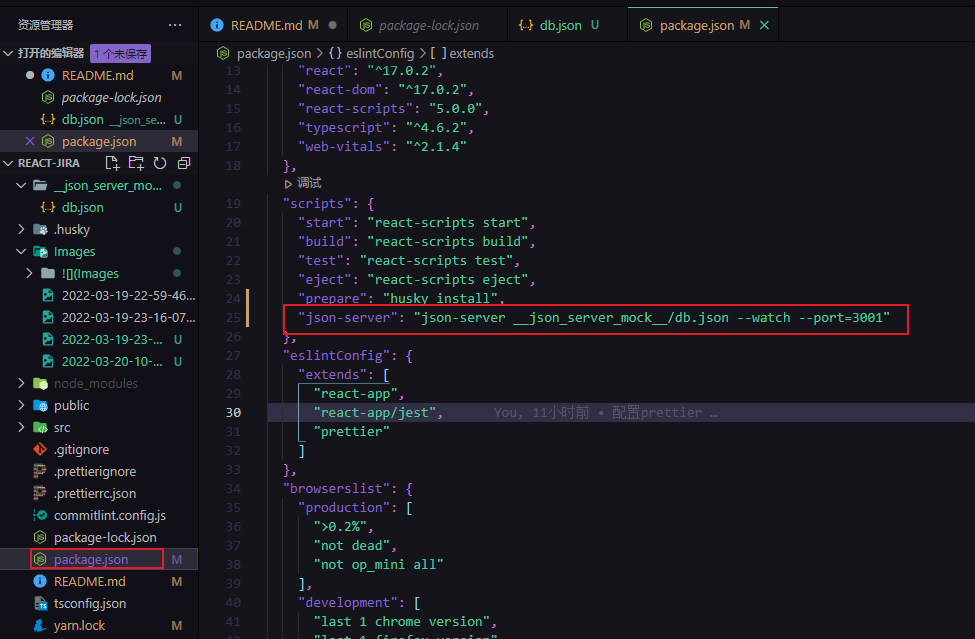 资源管理器 ···
打开的编辑器 1 个未保存
README.md M
package-lock.json
db.json __json_se... U
package.json M
REACT-JIRA
__json_server_mo...
db.json U
.husky
Images
![](Images
2022-03-19-22-59-46...
2022-03-19-23-16-07...
2022-03-19-23-... U
2022-03-20-10-... U
node_modules
public
src
.gitignore
.prettierignore
.prettierrc.json
commitlint.config.js
package-lock.json
package.json M
README.md M
tsconfig.json
yarn.lock M
README.md M package-lock.json db.json U package.json M
package.json > {} eslintConfig > [ ] extends
13 "react": "^17.0.2",
14 "react-dom": "^17.0.2",
15 "react-scripts": "5.0.0",
16 "typescript": "^4.6.2",
17 "web-vitals": "^2.1.4"
18 },
调试
19 "scripts": {
20 "start": "react-scripts start",
21 "build": "react-scripts build",
22 "test": "react-scripts test",
23 "eject": "react-scripts eject",
24 "prepare": "husky install",
25 "json-server": "json-server __json_server_mock__/db.json --watch --port=3001"
26 },
27 "eslintConfig": {
28 "extends": [
29 "react-app",
30 "react-app/jest", You, 11小时前 • 配置prettier …
31 "prettier"
32 ]
33 },
34 "browserslist": {
35 "production": [
36 ">0.2%",
37 "not dead",
38 "not op_mini all"
39 ],
40 "development": [
41 "last 1 chrome version",
42 "last 1 firefox version"